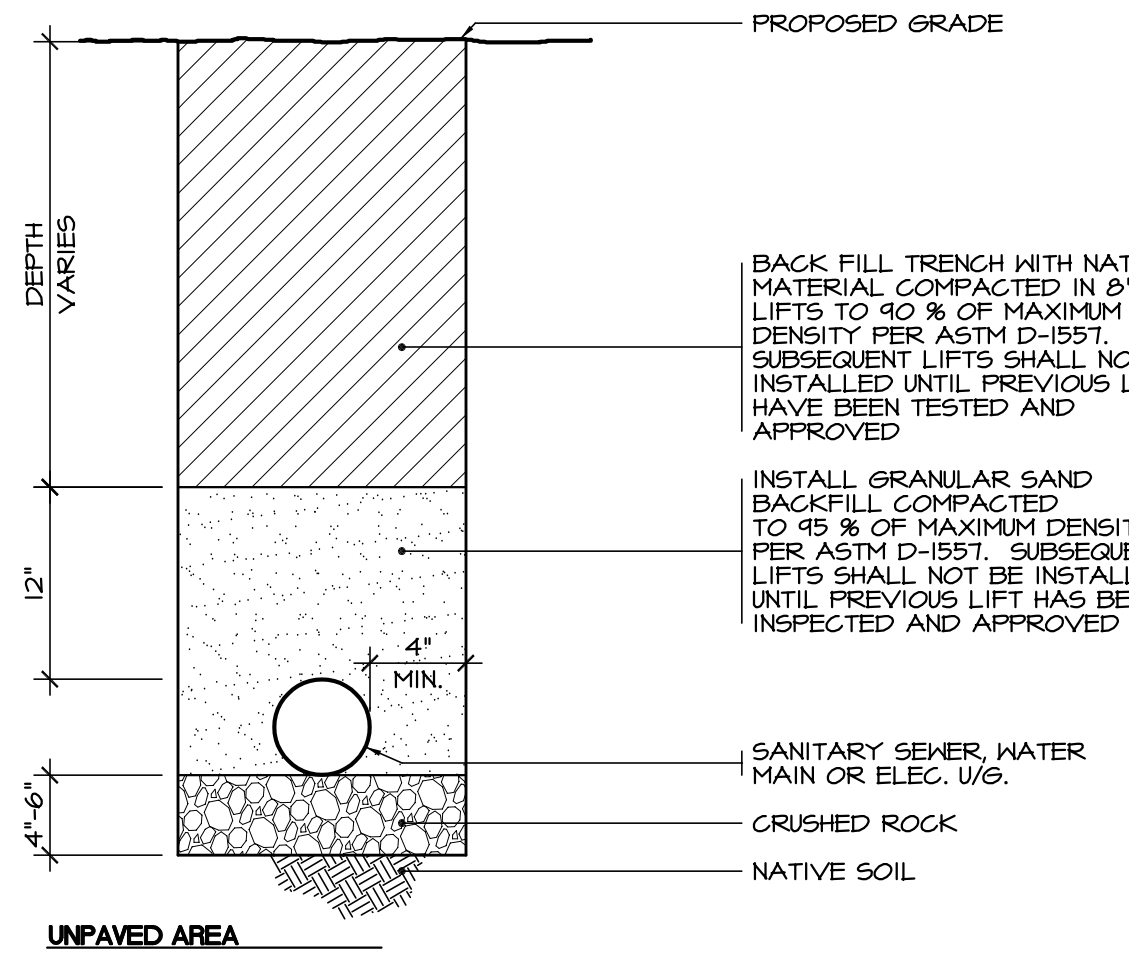 PROPOSED GRADE
DEPTH
VARIES
BACK FILL TRENCH WITH NAT
MATERIAL COMPACTED IN 8"
LIFTS TO 90 % OF MAXIMUM
DENSITY PER ASTM D-1557.
SUBSEQUENT LIFTS SHALL NO
INSTALLED UNTIL PREVIOUS L
HAVE BEEN TESTED AND
APPROVED
INSTALL GRANULAR SAND
BACKFILL COMPACTED
TO 95 % OF MAXIMUM DENSIT
PER ASTM D-1557. SUBSEQUE
LIFTS SHALL NOT BE INSTALL
UNTIL PREVIOUS LIFT HAS BE
INSPECTED AND APPROVED
12"
4"
MIN.
SANITARY SEWER, WATER
MAIN OR ELEC. U/G.
4"-6"
CRUSHED ROCK
NATIVE SOIL
UNPAVED AREA